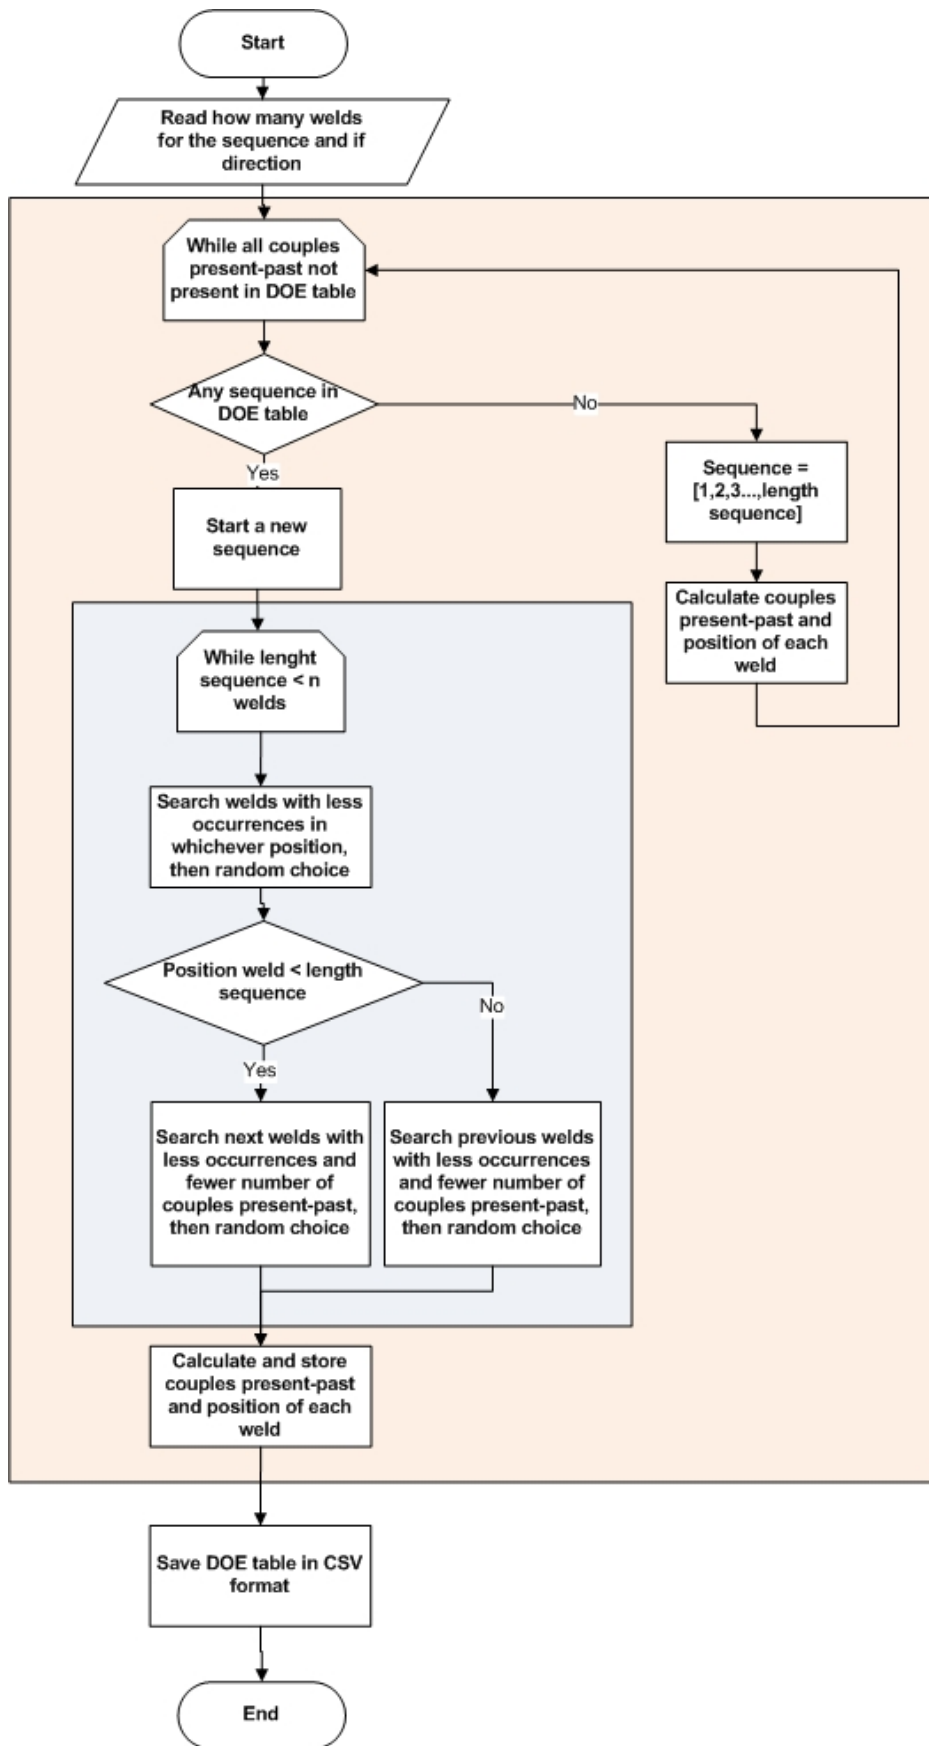 Start
Read how many welds
for the sequence and if
direction
While all couples
present-past not
present in DOE table
Any sequence in
DOE table
No
Yes
Sequence =
[1,2,3...,length
sequence]
Start a new
sequence
Calculate couples
present-past and
position of each
weld
While lenght
sequence < n
welds
Search welds with less
occurrences in
whichever position,
then random choice
Position weld < length
sequence
No
Yes
Search next welds with
less occurrences and
fewer number of
couples present-past,
then random choice
Search previous welds
with less occurrences
and fewer number of
couples present-past,
then random choice
Calculate and store
couples present-past
and position of each
weld
Save DOE table in CSV
format
End